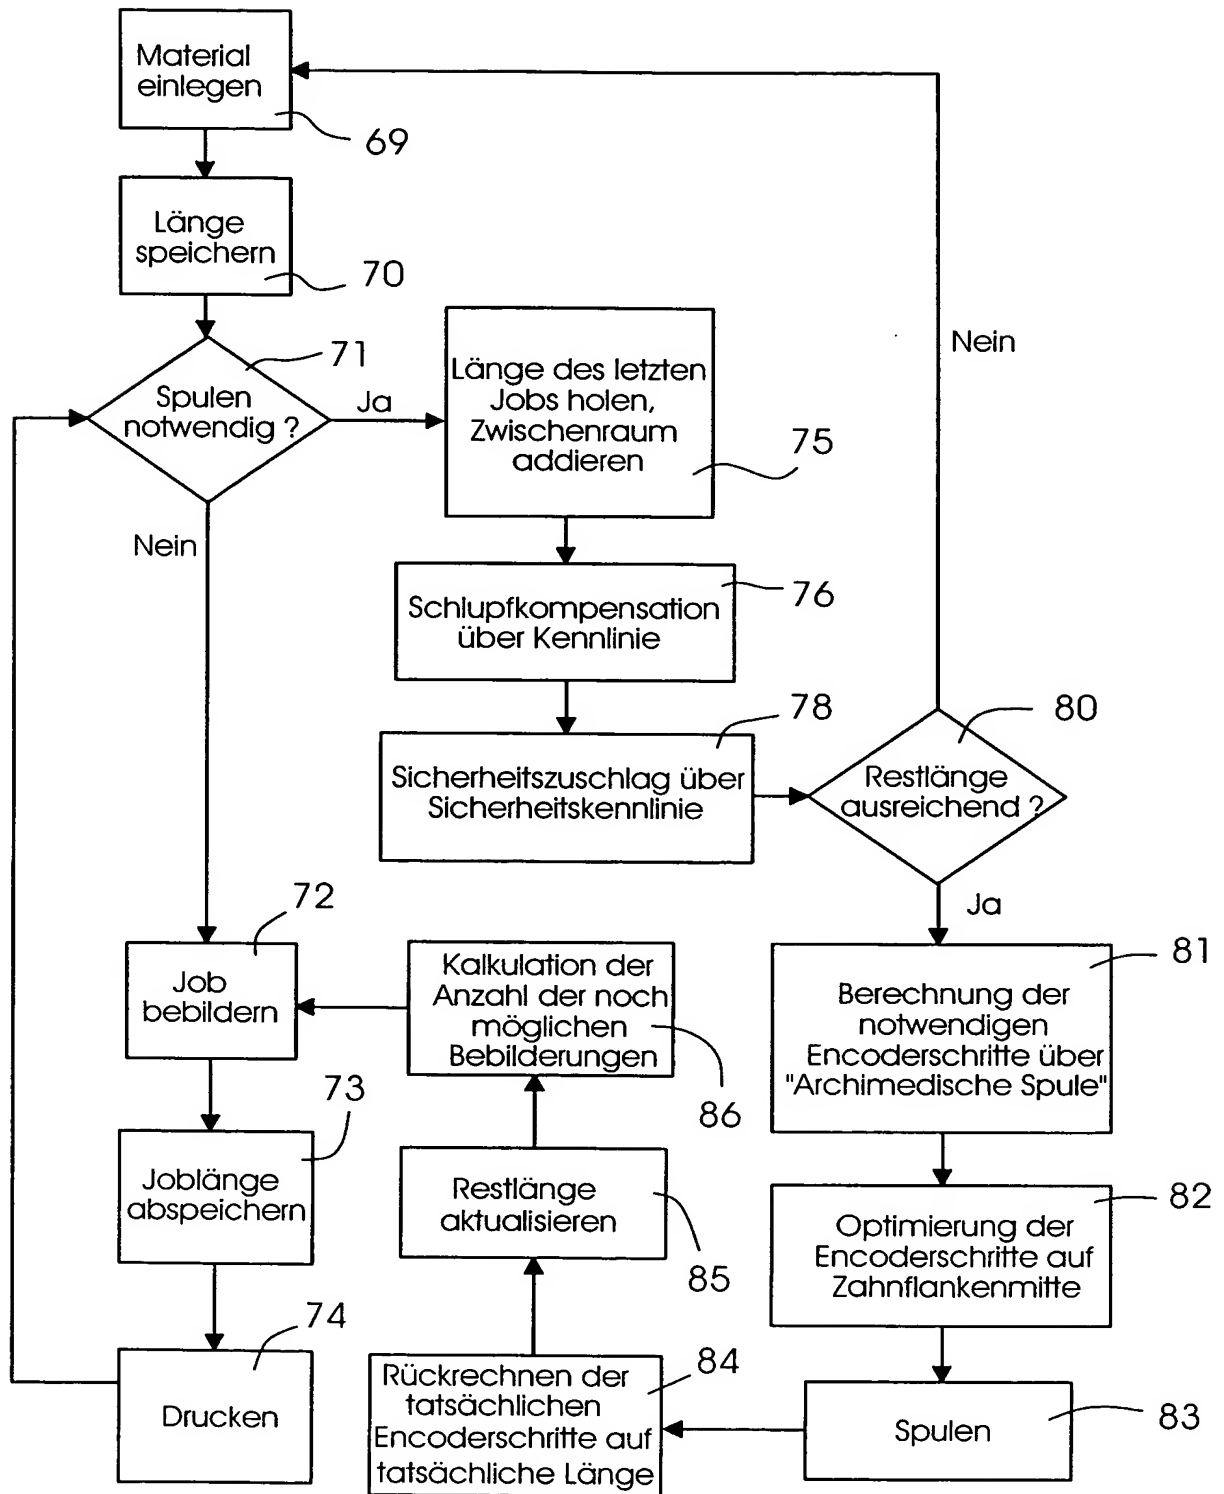 Material
einlegen
69
Länge
speichern
70
Spulen
notwendig ?
71
Ja
Nein
Länge des letzten
Jobs holen,
Zwischenraum
addieren
75
Schlupfkompensation
über Kennlinie
76
Sicherheitszuschlag über
Sicherheitskennlinie
78
Restlänge
ausreichend ?
80
Nein
Ja
Berechnung der
notwendigen
Encoderschritte über
"Archimedische Spule"
81
Optimierung der
Encoderschritte auf
Zahnflankenmitte
82
Spulen
83
Rückrechnen der
tatsächlichen
Encoderschritte auf
tatsächliche Länge
84
Restlänge
aktualisieren
85
Kalkulation der
Anzahl der noch
möglichen
Bebilderungen
86
Job
bebildern
72
Joblänge
abspeichern
73
Drucken
74